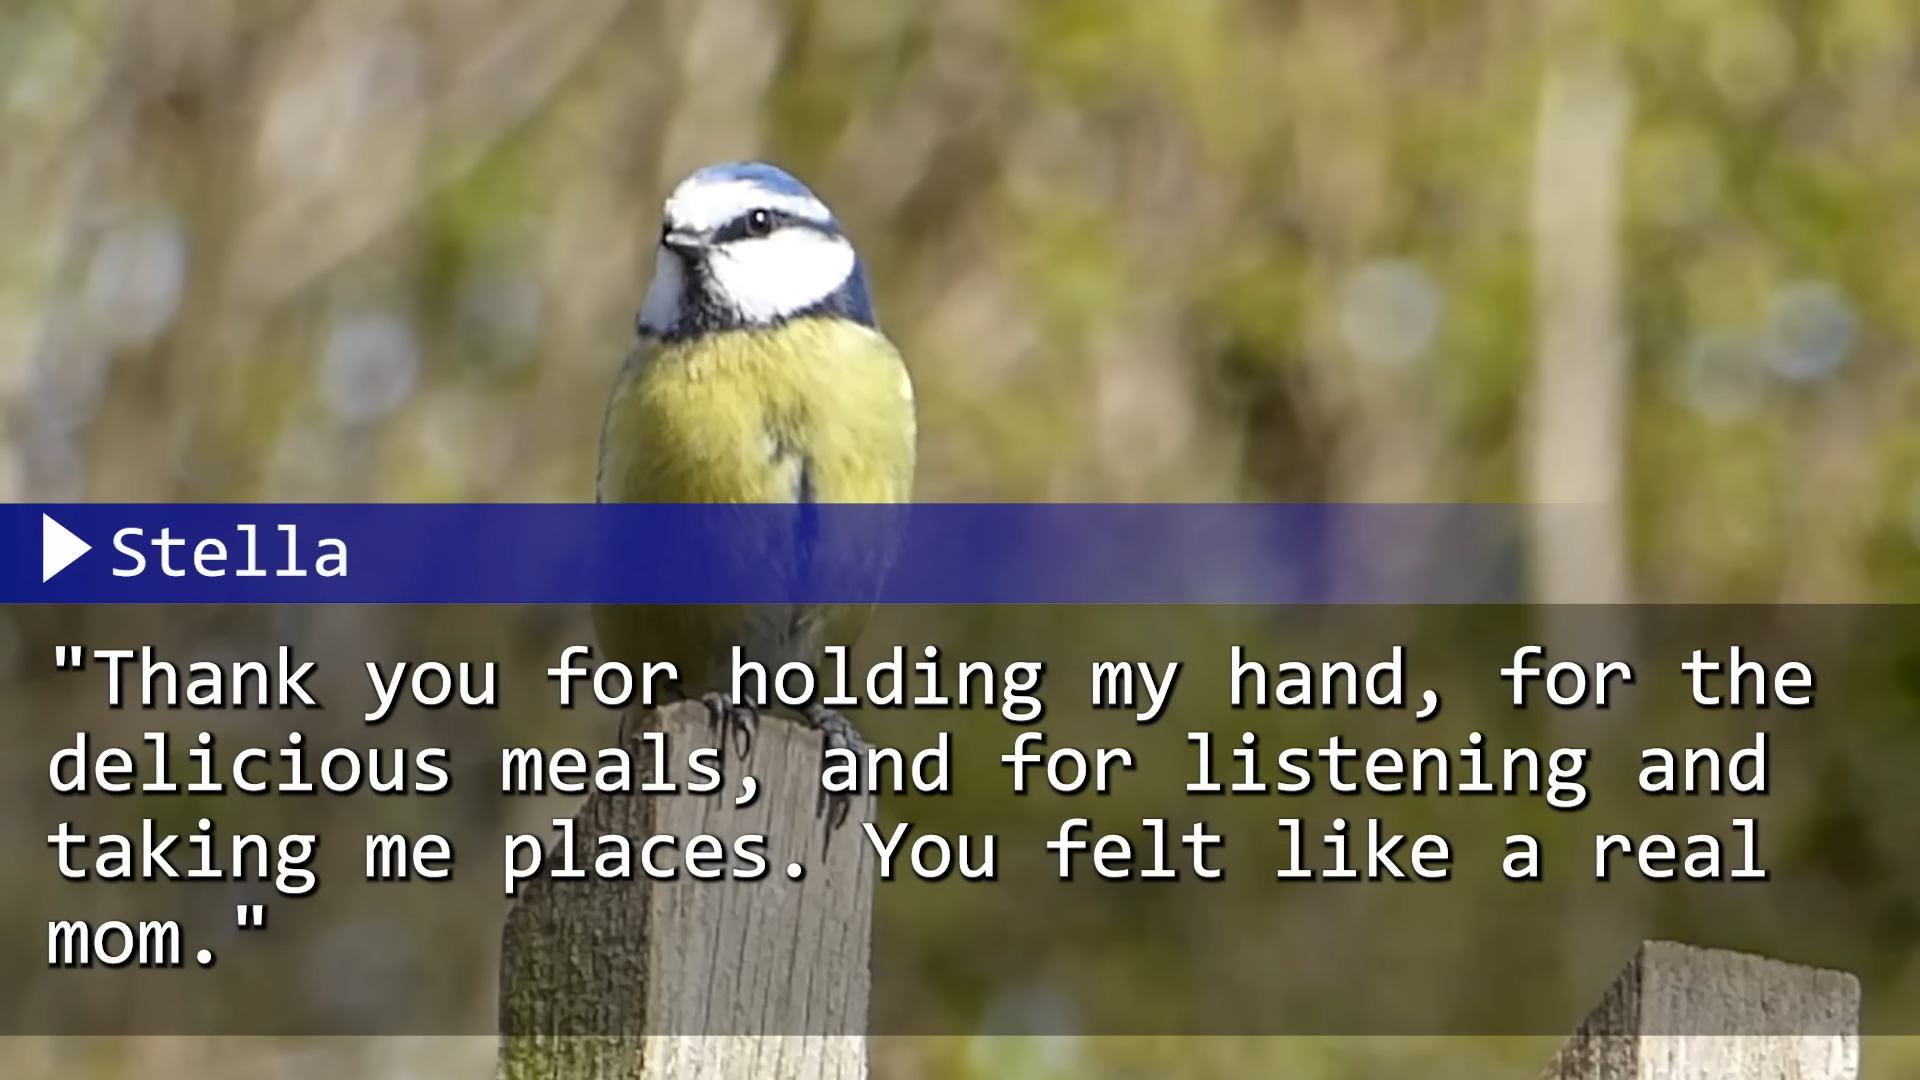 Stella
"Thank you for holding my hand, for the
delicious meals, and for listening and
taking me places. You felt like a real
mom."